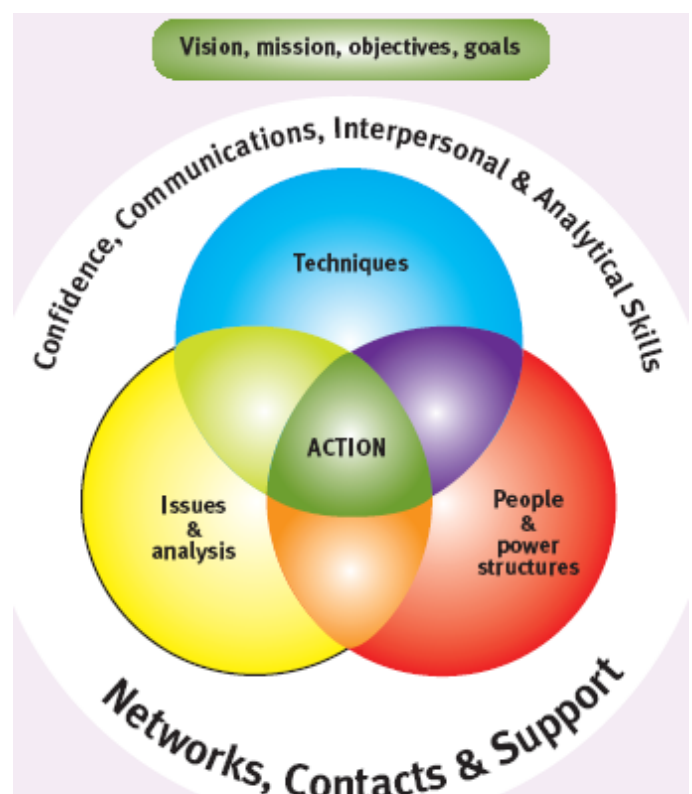 Vision, mission, objectives, goals
Confidence, Communications, Interpersonal & Analytical Skills
Techniques
ACTION
Issues
&
analysis
People
&
power
structures
Networks, Contacts & Support